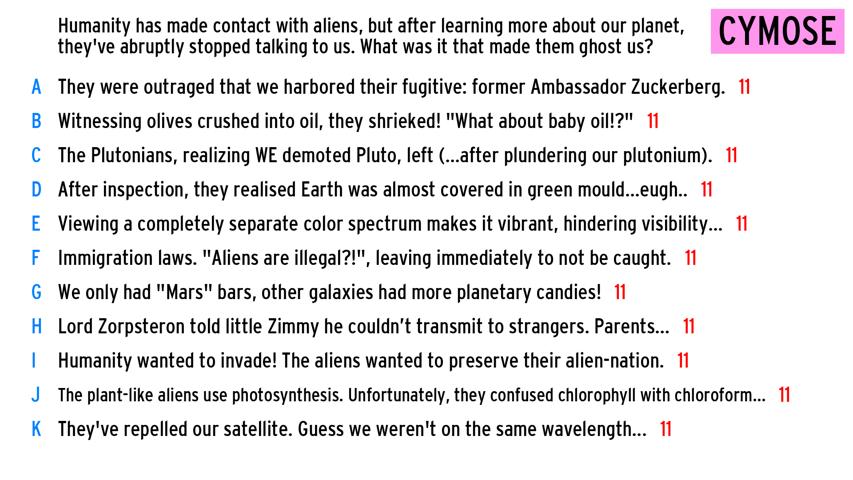 Humanity has made contact with aliens, but after learning more about our planet,
they've abruptly stopped talking to us. What was it that made them ghost us?
CYMOSE
A They were outraged that we harbored their fugitive: former Ambassador Zuckerberg. 11
B Witnessing olives crushed into oil, they shrieked! "What about baby oil!?" 11
C The Plutonians, realizing WE demoted Pluto, left (...after plundering our plutonium). 11
D After inspection, they realised Earth was almost covered in green mould...eugh.. 11
E Viewing a completely separate color spectrum makes it vibrant, hindering visibility... 11
F Immigration laws. "Aliens are illegal?!", leaving immediately to not be caught. 11
G We only had "Mars" bars, other galaxies had more planetary candies! 11
H Lord Zorpsteron told little Zimmy he couldn't transmit to strangers. Parents... 11
I Humanity wanted to invade! The aliens wanted to preserve their alien-nation. 11
J The plant-like aliens use photosynthesis. Unfortunately, they confused chlorophyll with chloroform... 11
K They've repelled our satellite. Guess we weren't on the same wavelength... 11